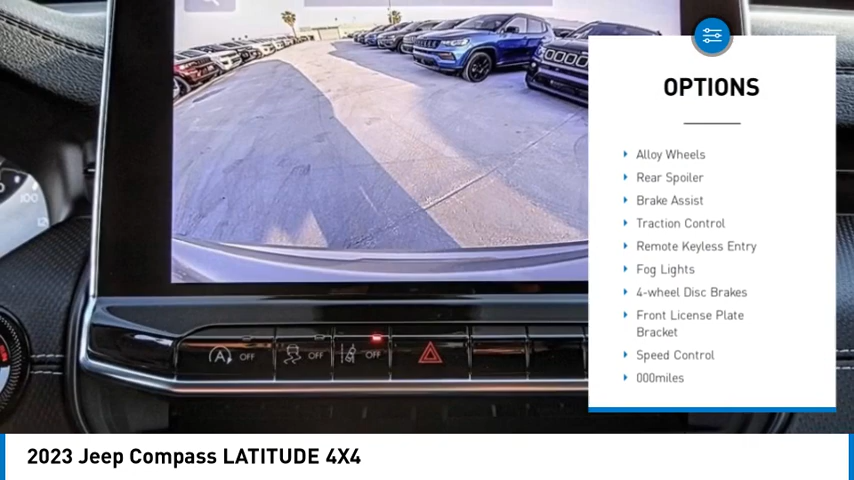 OPTIONS
Alloy Wheels
Rear Spoiler
Brake Assist
Traction Control
Remote Keyless Entry
Fog Lights
4-wheel Disc Brakes
Front License Plate
Bracket
Speed Control
000miles
100
A OFF
OFF
OFF
2023 Jeep Compass LATITUDE 4X4